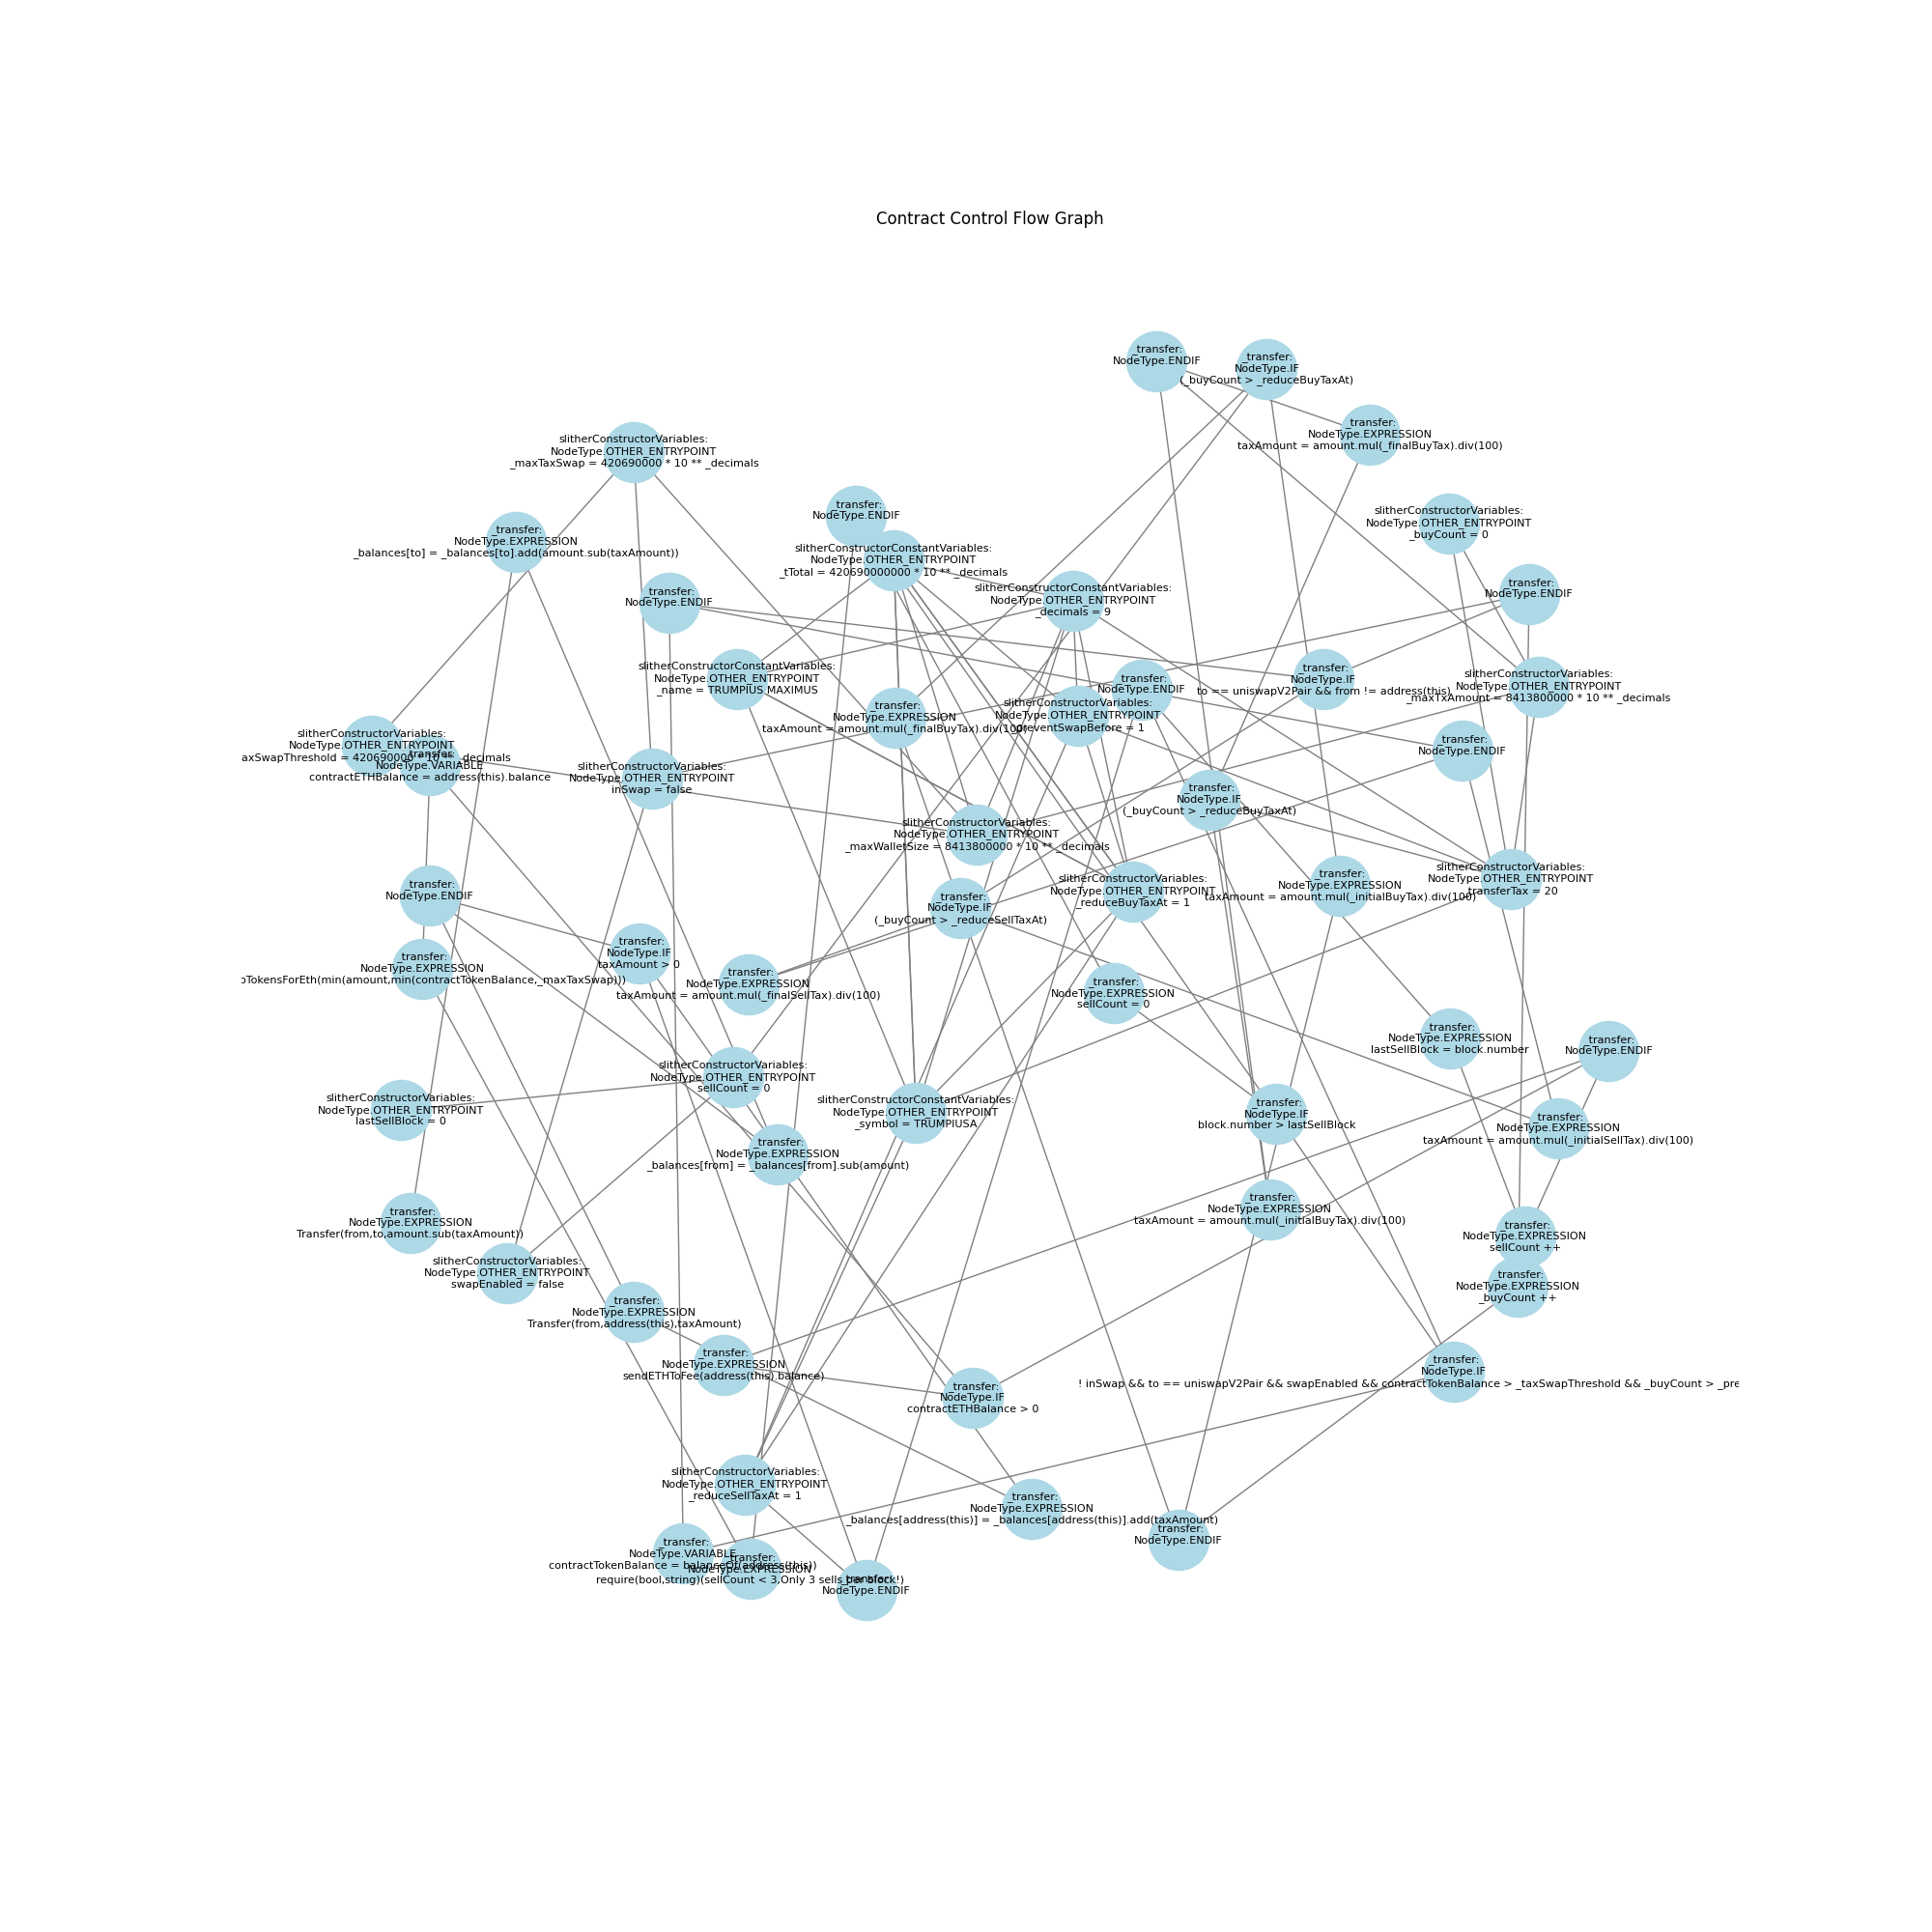 Contract Control Flow Graph
_transfer:
NodeType.ENDIF
_transfer:
NodeType.IF
(_buyCount > _reduceBuyTaxAt)
_transfer:
NodeType.EXPRESSION
taxAmount = amount.mul(_finalBuyTax).div(100)
slitherConstructorVariables:
NodeType.OTHER_ENTRYPOINT
_maxTaxSwap = 420690000 * 10 ** _decimals
_transfer:
NodeType.ENDIF
slitherConstructorVariables:
NodeType.OTHER_ENTRYPOINT
_buyCount = 0
_transfer:
NodeType.EXPRESSION
_balances[to] = _balances[to].add(amount.sub(taxAmount))
slitherConstructorConstantVariables:
NodeType.OTHER_ENTRYPOINT
_tTotal = 420690000000 * 10 ** _decimals
slitherConstructorConstantVariables:
NodeType.OTHER_ENTRYPOINT
_decimals = 9
_transfer:
NodeType.ENDIF
_transfer:
NodeType.ENDIF
slitherConstructorConstantVariables:
NodeType.OTHER_ENTRYPOINT
_name = TRUMPIUS MAXIMUS
_transfer:
NodeType.ENDIF
_transfer:
NodeType.IF
to == uniswapV2Pair && from != address(this)
slitherConstructorVariables:
NodeType.OTHER_ENTRYPOINT
_maxTxAmount = 8413800000 * 10 ** _decimals
_transfer:
NodeType.EXPRESSION
taxAmount = amount.mul(_finalBuyTax).div(100)
slitherConstructorVariables:
NodeType.OTHER_ENTRYPOINT
_preventSwapBefore = 1
slitherConstructorVariables:
NodeType.OTHER_ENTRYPOINT
axSwapThreshold = 420690000 * 10 ** _decimals
_transfer:
NodeType.VARIABLE
contractETHBalance = address(this).balance
slitherConstructorVariables:
NodeType.OTHER_ENTRYPOINT
inSwap = false
_transfer:
NodeType.ENDIF
_transfer:
NodeType.IF
(_buyCount > _reduceBuyTaxAt)
slitherConstructorVariables:
NodeType.OTHER_ENTRYPOINT
_maxWalletSize = 8413800000 * 10 ** _decimals
_transfer:
NodeType.ENDIF
_transfer:
NodeType.IF
(_buyCount > _reduceSellTaxAt)
slitherConstructorVariables:
NodeType.OTHER_ENTRYPOINT
_reduceBuyTaxAt = 1
_transfer:
NodeType.EXPRESSION
taxAmount = amount.mul(_initialBuyTax).div(100)
slitherConstructorVariables:
NodeType.OTHER_ENTRYPOINT
transferTax = 20
_transfer:
NodeType.EXPRESSION
oTokensForEth(min(amount,min(contractTokenBalance,_maxTaxSwap)))
_transfer:
NodeType.IF
taxAmount > 0
_transfer:
NodeType.EXPRESSION
taxAmount = amount.mul(_finalSellTax).div(100)
_transfer:
NodeType.EXPRESSION
sellCount = 0
_transfer:
NodeType.EXPRESSION
lastSellBlock = block.number
_transfer:
NodeType.ENDIF
slitherConstructorVariables:
NodeType.OTHER_ENTRYPOINT
sellCount = 0
slitherConstructorVariables:
NodeType.OTHER_ENTRYPOINT
lastSellBlock = 0
slitherConstructorConstantVariables:
NodeType.OTHER_ENTRYPOINT
_symbol = TRUMPIUSA
_transfer:
NodeType.IF
block.number > lastSellBlock
_transfer:
NodeType.EXPRESSION
taxAmount = amount.mul(_initialSellTax).div(100)
_transfer:
NodeType.EXPRESSION
_balances[from] = _balances[from].sub(amount)
_transfer:
NodeType.EXPRESSION
Transfer(from,to,amount.sub(taxAmount))
_transfer:
NodeType.EXPRESSION
taxAmount = amount.mul(_initialBuyTax).div(100)
_transfer:
NodeType.EXPRESSION
sellCount ++
slitherConstructorVariables:
NodeType.OTHER_ENTRYPOINT
swapEnabled = false
_transfer:
NodeType.EXPRESSION
_buyCount ++
_transfer:
NodeType.EXPRESSION
Transfer(from,address(this),taxAmount)
_transfer:
NodeType.EXPRESSION
sendETHToFee(address(this).balance)
_transfer:
NodeType.IF
contractETHBalance > 0
_transfer:
NodeType.IF
! inSwap && to == uniswapV2Pair && swapEnabled && contractTokenBalance > _taxSwapThreshold && _buyCount > _pre
slitherConstructorVariables:
NodeType.OTHER_ENTRYPOINT
_reduceSellTaxAt = 1
_transfer:
NodeType.EXPRESSION
_balances[address(this)] = _balances[address(this)].add(taxAmount)
_transfer:
NodeType.ENDIF
_transfer:
NodeType.VARIABLE
contractTokenBalance = balanceOf(address(this))
_transfer:
NodeType.EXPRESSION
require(bool,string)(sellCount < 3,Only 3 sells per block!)
_transfer:
NodeType.ENDIF